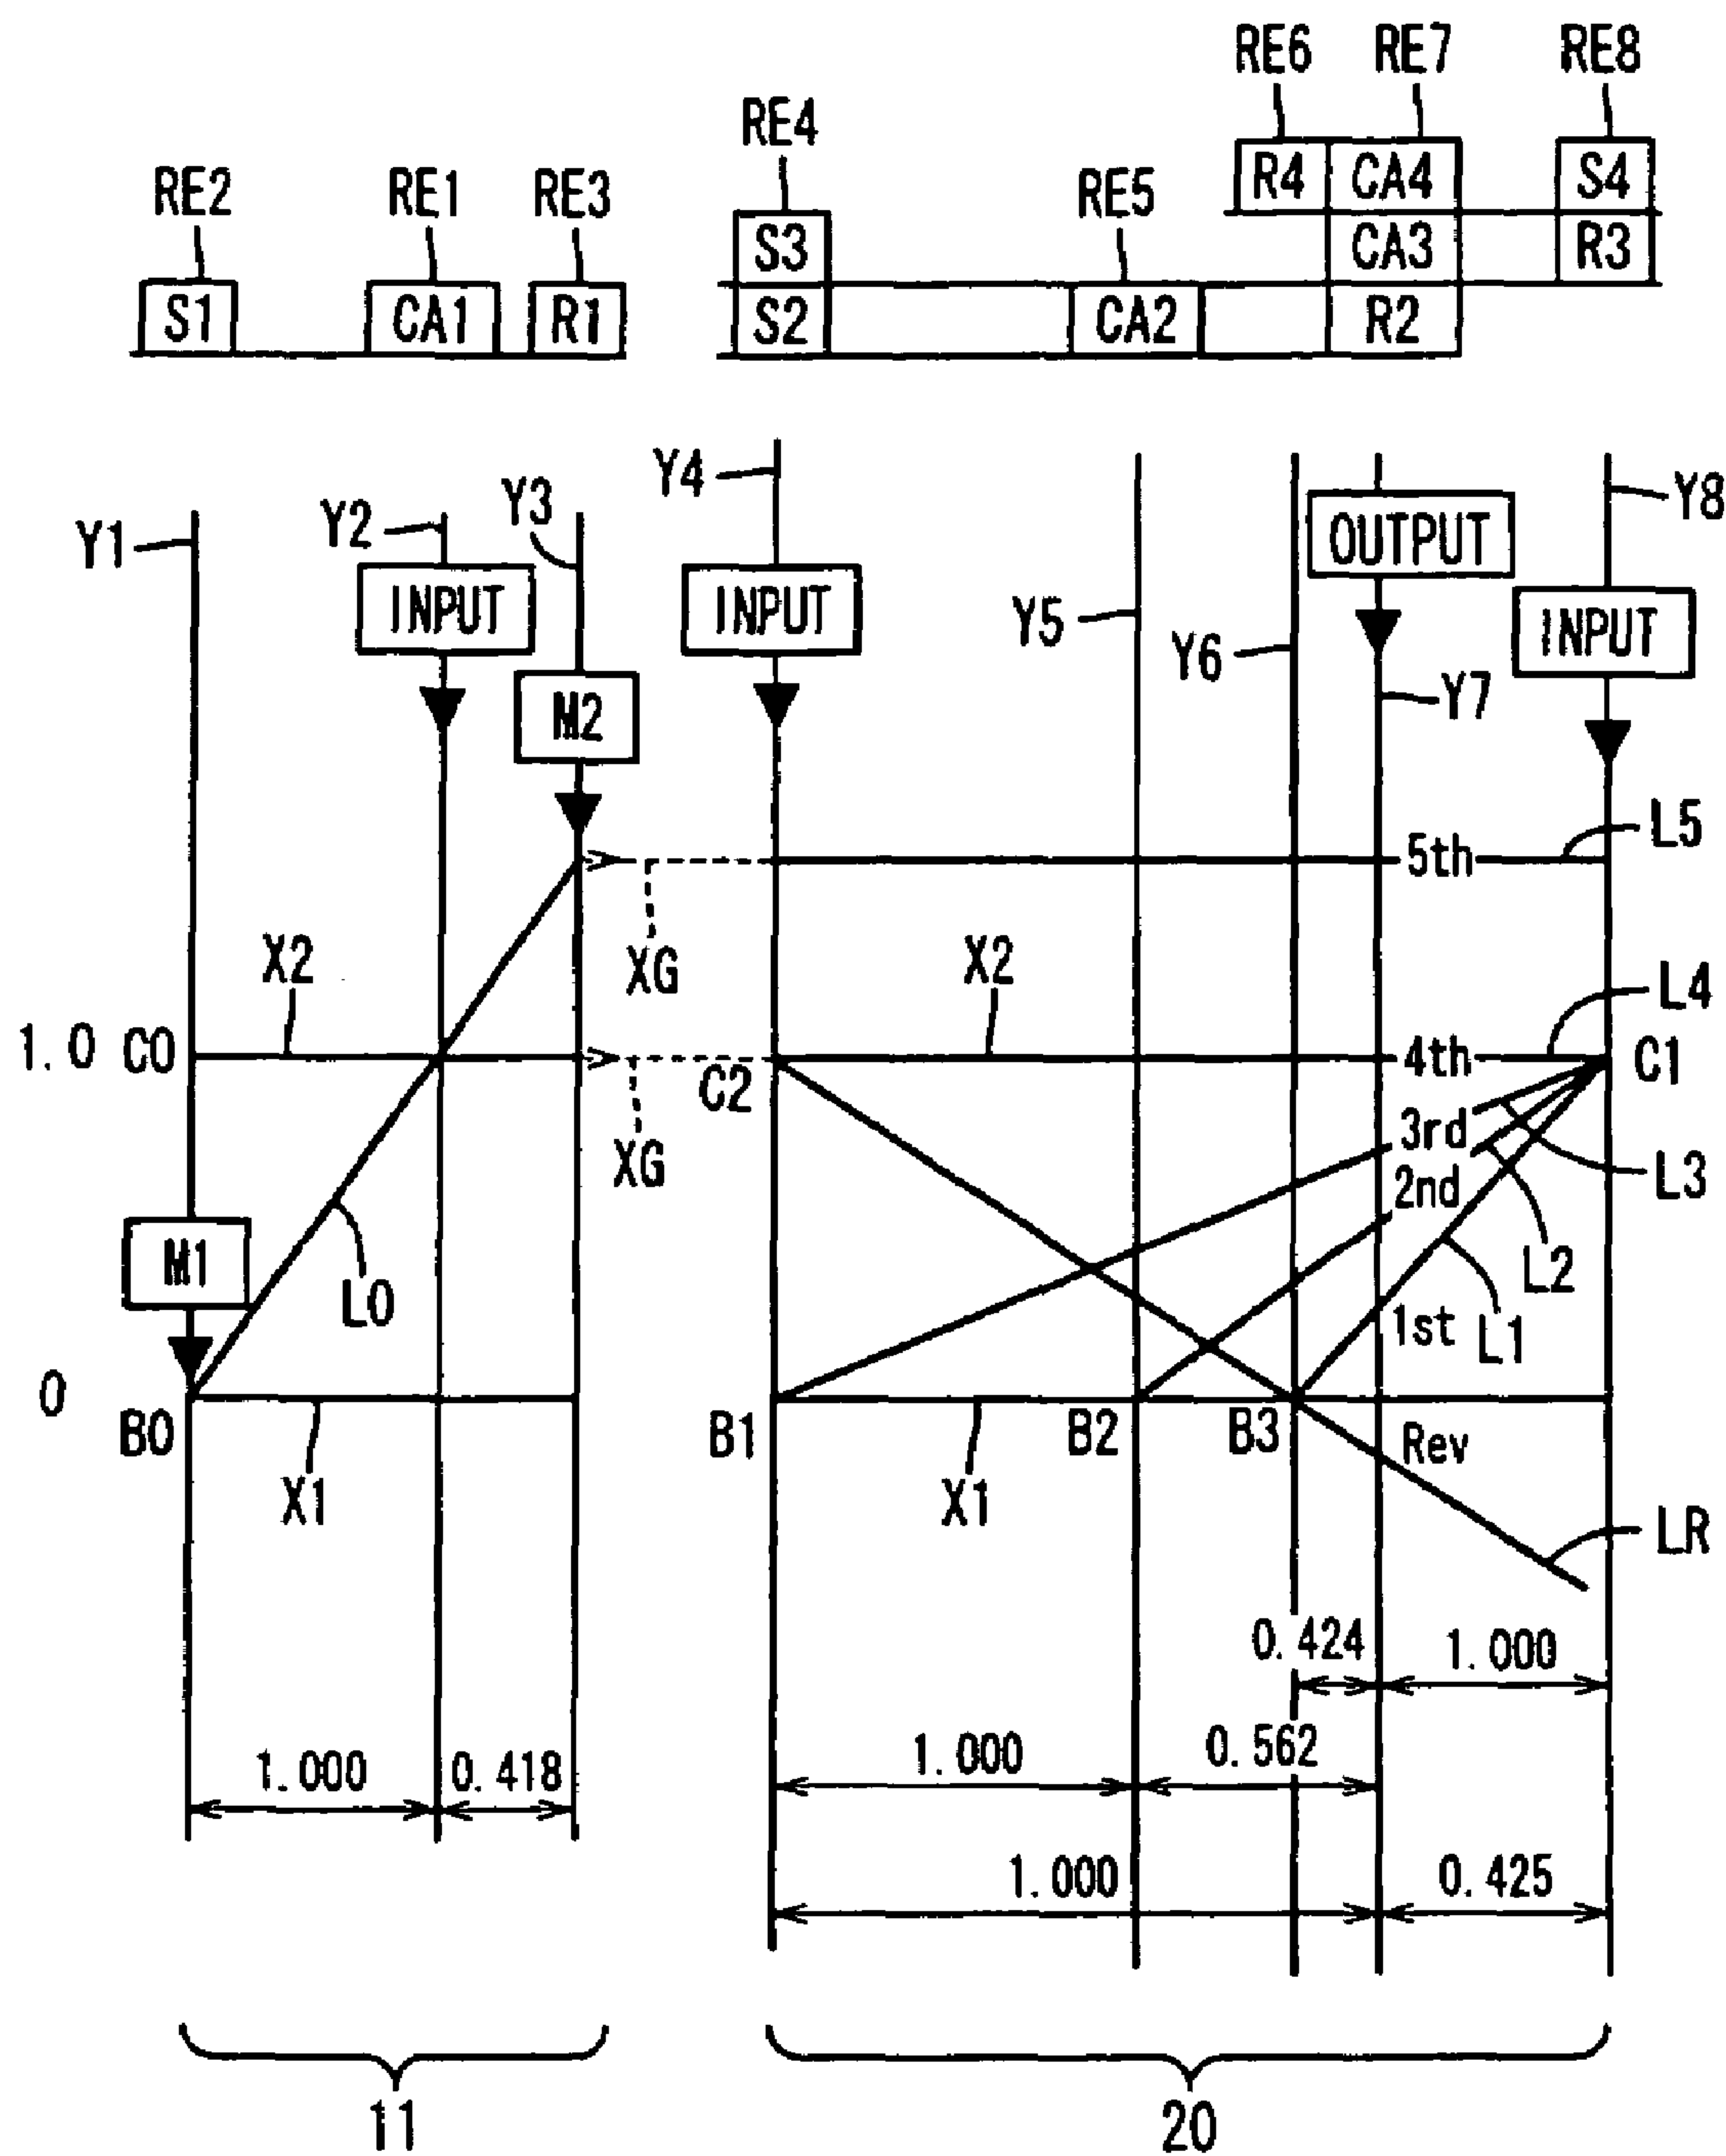 RE6 RE7 RE8
RE4
RE2 RE1 RE3 RE5
R4 CA4 S4
S3 CA3 R3
S1 CA1 R1 S2 CA2 R2
Y4 Y8
Y1 Y2 Y3
OUTPUT
INPUT INPUT Y5 INPUT
Y6
M2 Y7
5th L5
X2 XG X2 L4
1.0 C0 4th C1
C2
3rd
XG L3
2nd
M1 L2
L0 1st L1
0
B0 B1 B2 B3 Rev
X1 X1
LR
0.424 1.000
1.000 0.418 1.000 0.562
1.000 0.425
11 20